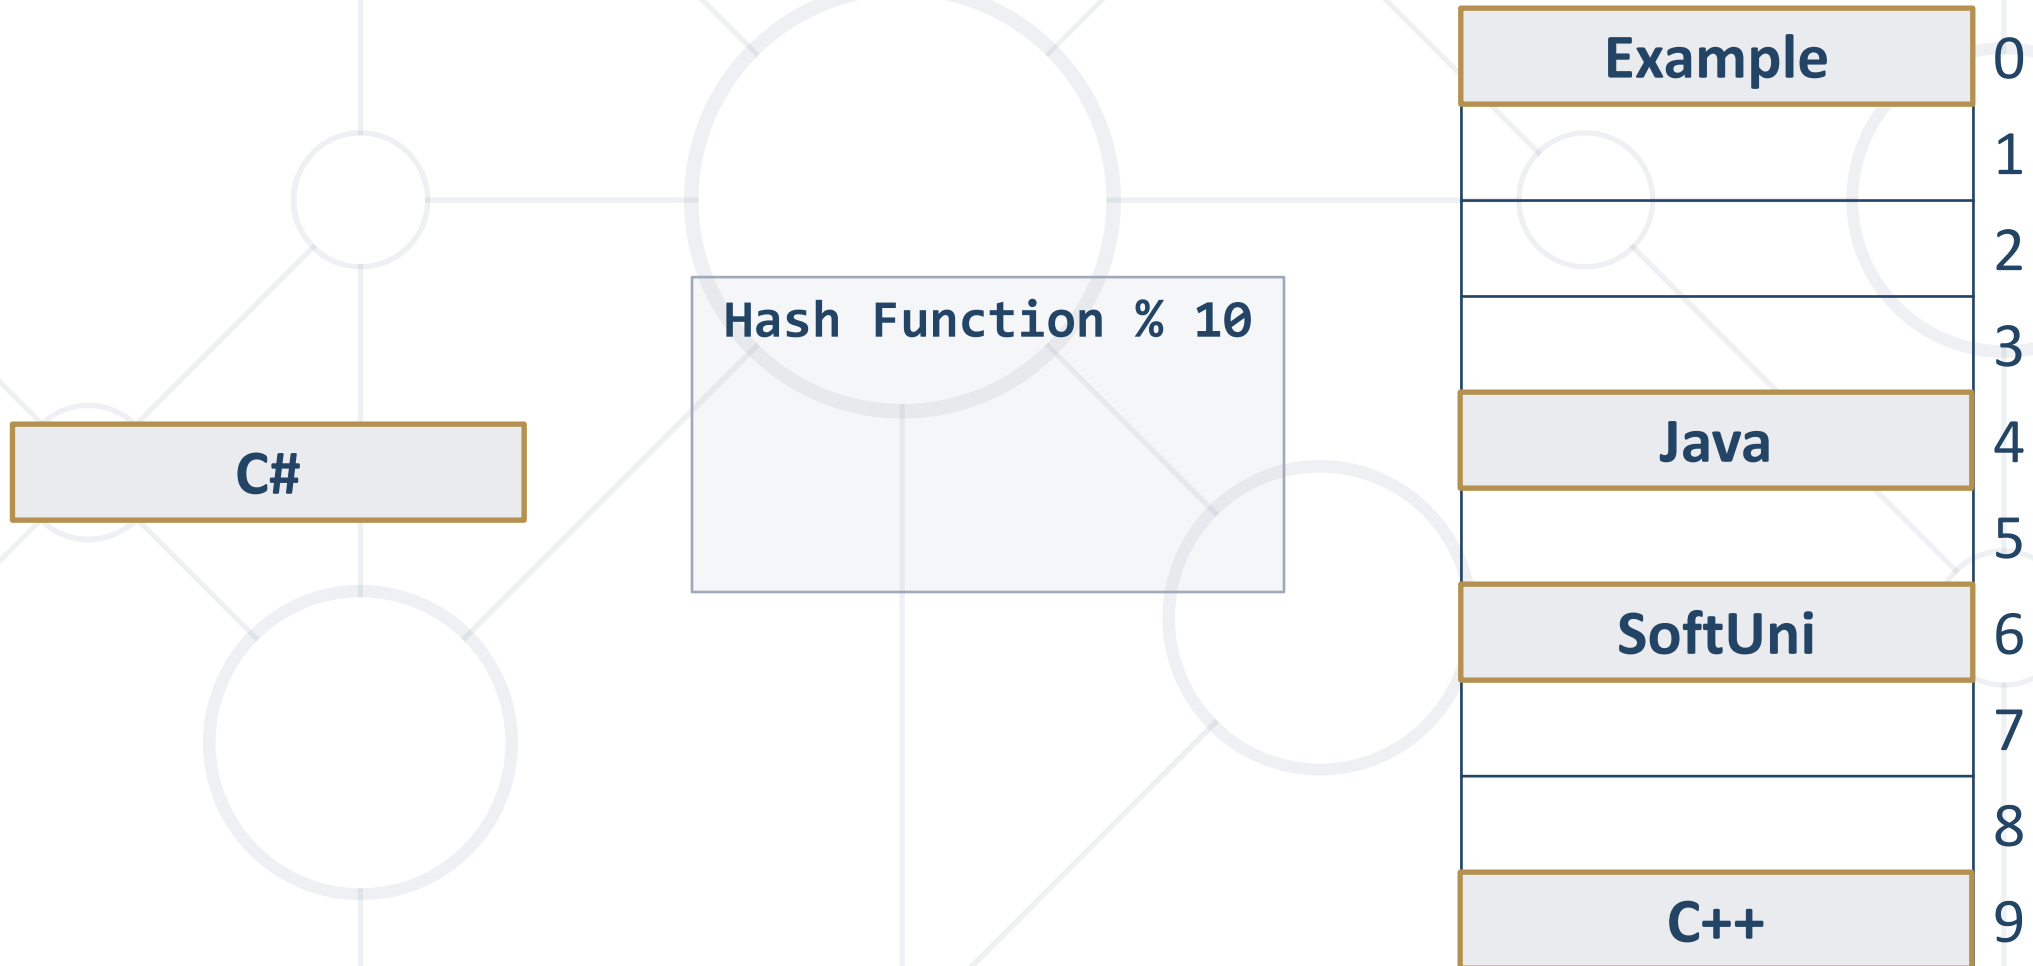 Example 0
1
2
Hash Function % 10
3
C#
Java 4
5
SoftUni 6
7
8
C++ 9